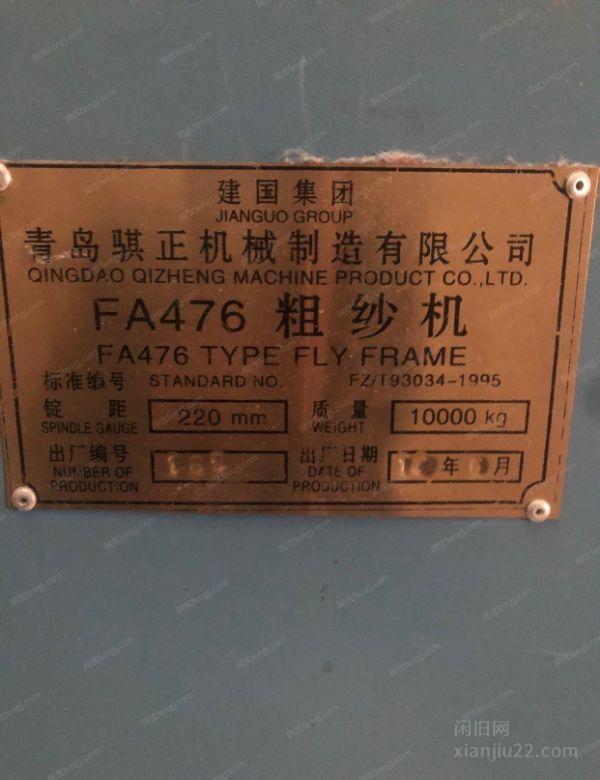 建国集团
JIANGUO GROUP
青岛骐正机械制造有限公司
QINGDAO QIZHENG MACHINE PRODUCT CO.,LTD.
FA476 粗纱机
FA476 TYPE FLY FRAME
标准编号 STANDARD NO. FZ/T93034-1995
锭距 220 mm 质量 10000 kg
SPINDLE GAUGE WEIGHT
出厂编号 出厂日期 年 月
NUMBER OF PRODUCTION DATE OF PRODUCTION
闲旧网
xianjiu22.com